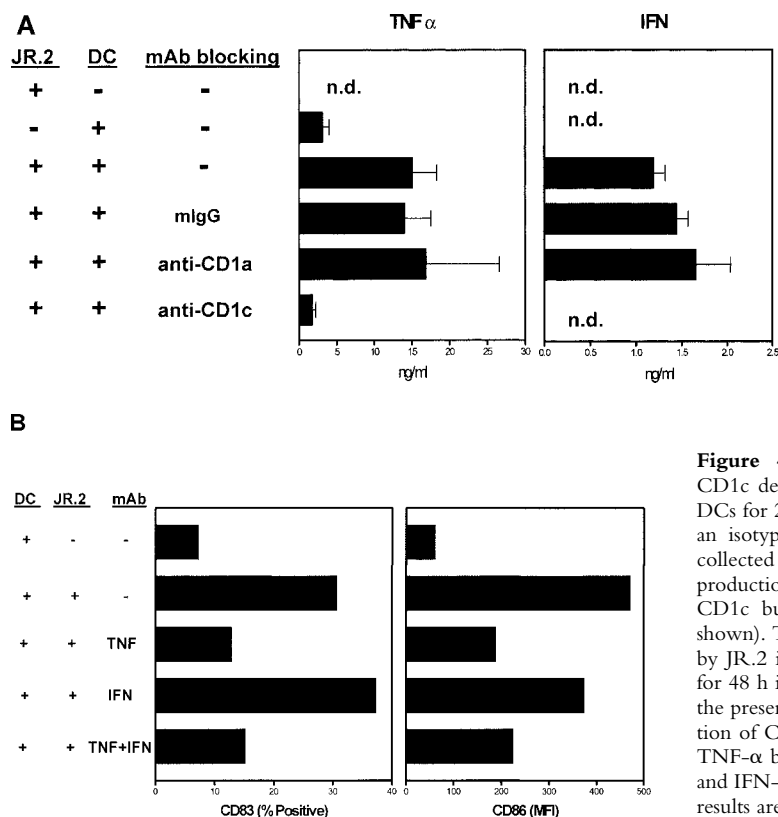 A
TNF α IFN
JR.2 DC mAb blocking
+ - - n.d. n.d.
- + - n.d.
+ + -
+ + mIgG
+ + anti-CD1a
+ + anti-CD1c n.d.
0 5 10 15 20 25 30 0.0 0.5 1.0 1.5 2.0 2.5
ng/ml ng/ml
B
DC JR.2 mAb
+ - -
+ + -
+ + TNF
+ + IFN
+ + TNF+IFN
0 10 20 30 40 0 100 200 300 400 500
CD83 (% Positive) CD86 (MFI)
Figure
CD1c de
DCs for 2
an isotyp
collected
production
CD1c bu
shown). T
by JR.2 i
for 48 h i
the presen
tion of C
TNF-α b
and IFN-
results are